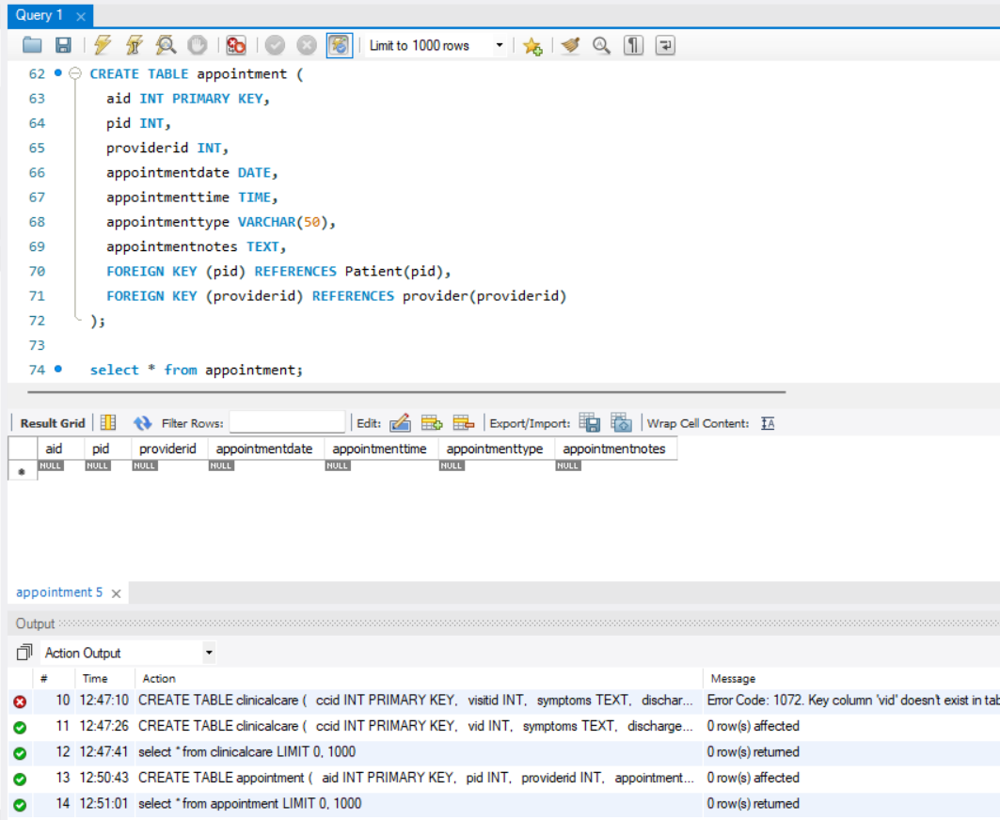 Query 1
Limit to 1000 rows
62 CREATE TABLE appointment (
63 aid INT PRIMARY KEY,
64 pid INT,
65 providerid INT,
66 appointmentdate DATE,
67 appointmenttime TIME,
68 appointmenttype VARCHAR(50),
69 appointmentnotes TEXT,
70 FOREIGN KEY (pid) REFERENCES Patient(pid),
71 FOREIGN KEY (providerid) REFERENCES provider(providerid)
72 );
73
74 select * from appointment;
Result Grid Filter Rows: Edit: Export/Import: Wrap Cell Content:
aid pid providerid appointmentdate appointmenttime appointmenttype appointmentnotes
NULL NULL NULL NULL NULL NULL NULL
appointment 5
Output
Action Output
# Time Action Message
10 12:47:10 CREATE TABLE clinicalcare ( ccid INT PRIMARY KEY, visitid INT, symptoms TEXT, dischar... Error Code: 1072. Key column 'vid' doesn't exist in tab
11 12:47:26 CREATE TABLE clinicalcare ( ccid INT PRIMARY KEY, vid INT, symptoms TEXT, discharge... 0 row(s) affected
12 12:47:41 select * from clinicalcare LIMIT 0, 1000 0 row(s) returned
13 12:50:43 CREATE TABLE appointment ( aid INT PRIMARY KEY, pid INT, providerid INT, appointment... 0 row(s) affected
14 12:51:01 select * from appointment LIMIT 0, 1000 0 row(s) returned